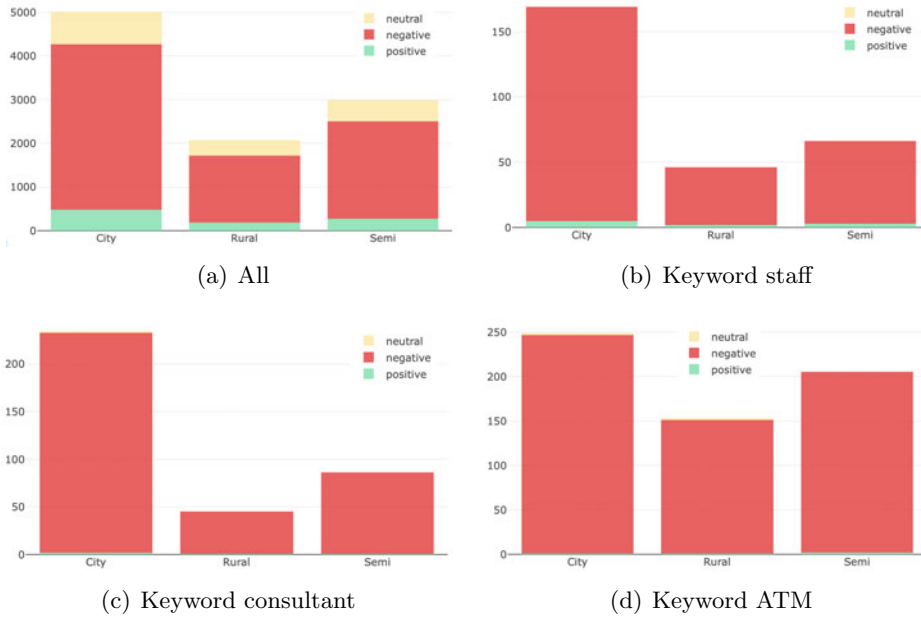 5000
4000
3000
2000
1000
0
neutral
negative
positive
City Rural Semi
(a) All
150
100
50
0
neutral
negative
positive
City Rural Semi
(b) Keyword staff
200
150
100
50
0
neutral
negative
positive
City Rural Semi
(c) Keyword consultant
250
200
150
100
50
0
neutral
negative
positive
City Rural Semi
(d) Keyword ATM